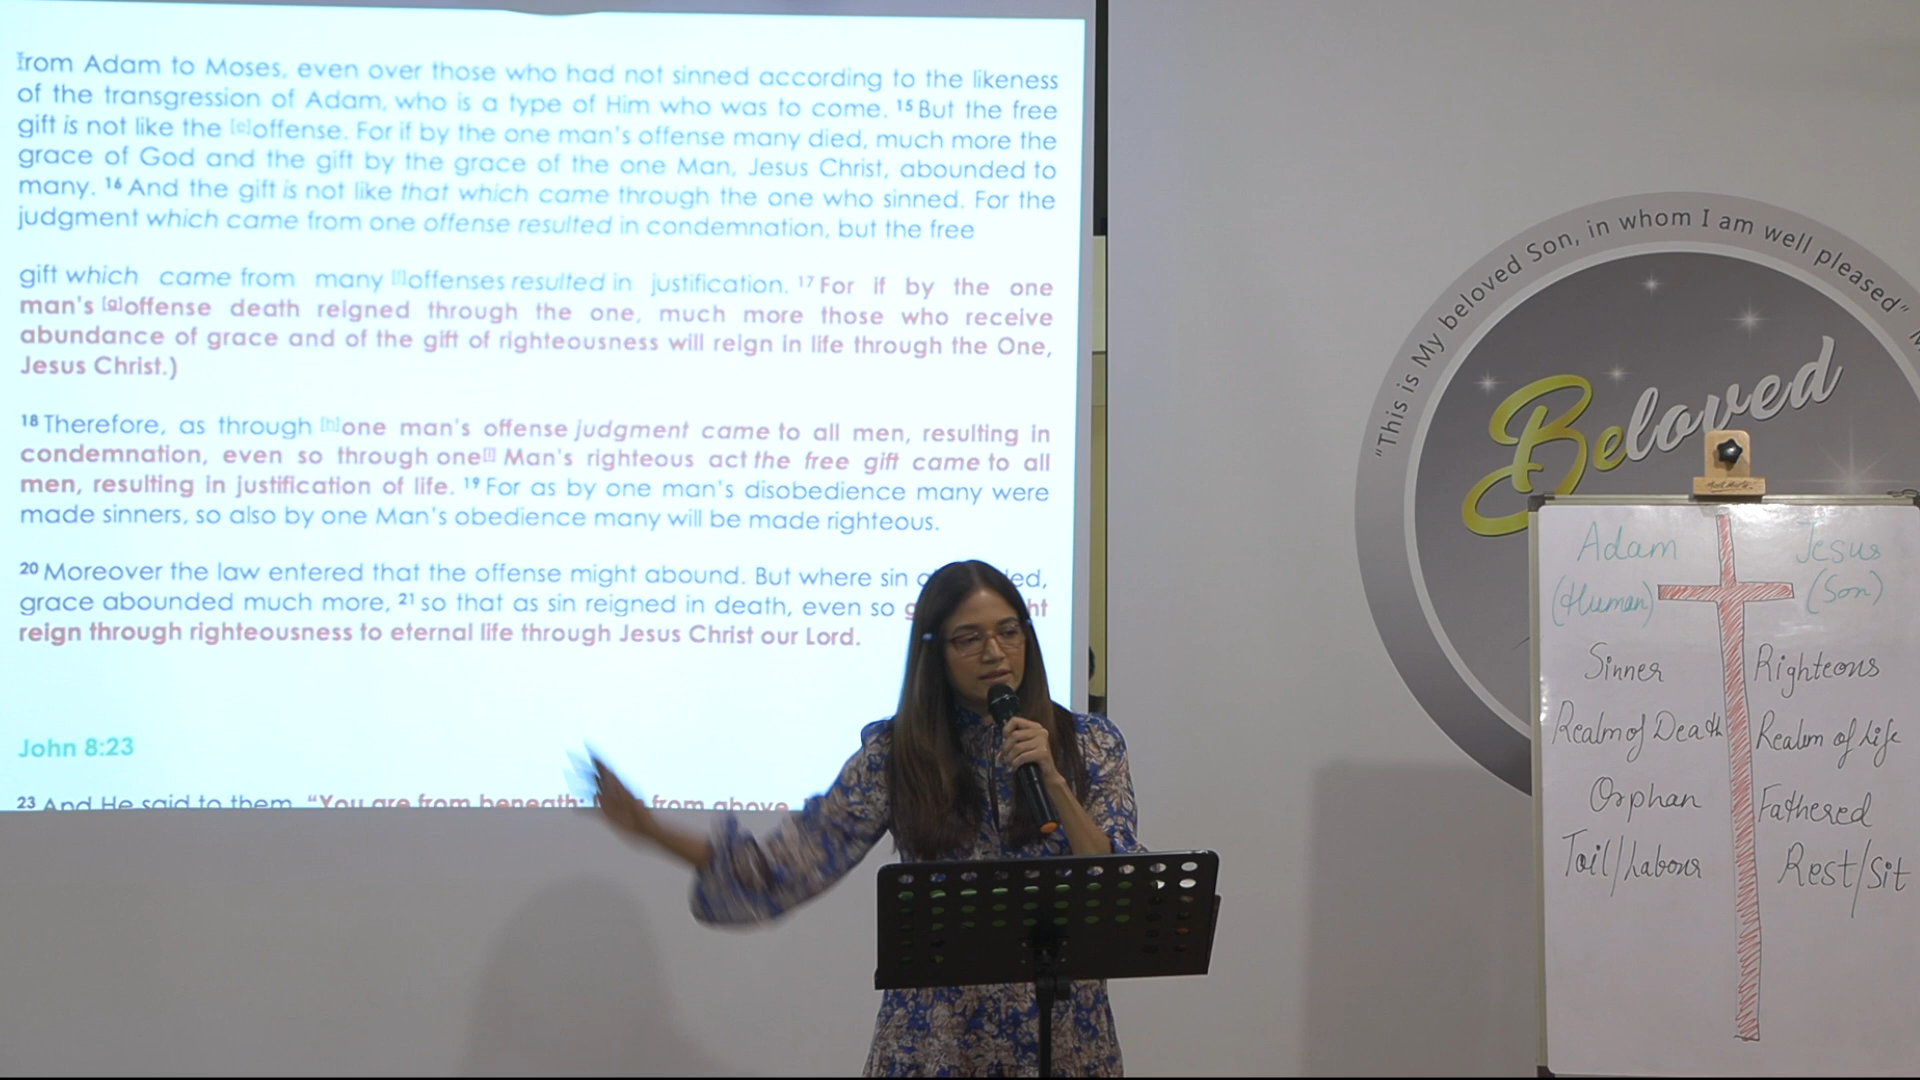 from Adam to Moses, even over those who had not sinned according to the likeness
of the transgression of Adam, who is a type of Him who was to come. 15 But the free
gift is not like the [e]offense. For if by the one man's offense many died, much more the
grace of God and the gift by the grace of the one Man, Jesus Christ, abounded to
many. 16 And the gift is not like that which came through the one who sinned. For the
judgment which came from one offense resulted in condemnation, but the free
gift which came from many [f]offenses resulted in justification. 17 For if by the one
man's [g]offense death reigned through the one, much more those who receive
abundance of grace and of the gift of righteousness will reign in life through the One,
Jesus Christ.)
18 Therefore, as through [h]one man's offense judgment came to all men, resulting in
condemnation, even so through one[i] Man's righteous act the free gift came to all
men, resulting in justification of life. 19 For as by one man's disobedience many were
made sinners, so also by one Man's obedience many will be made righteous.
20 Moreover the law entered that the offense might abound. But where sin
grace abounded much more, 21 so that as sin reigned in death, even so
reign through righteousness to eternal life through Jesus Christ our Lord.
John 8:23
23 And He said to them, "You are from beneath; from above
"This is My beloved Son, in whom I am well pleased"
Beloved
Adam Jesus
(Human) (Son)
Sinner Righteous
Realm of Death Realm of Life
Orphan Fathered
Toil/Labour Rest/Sit